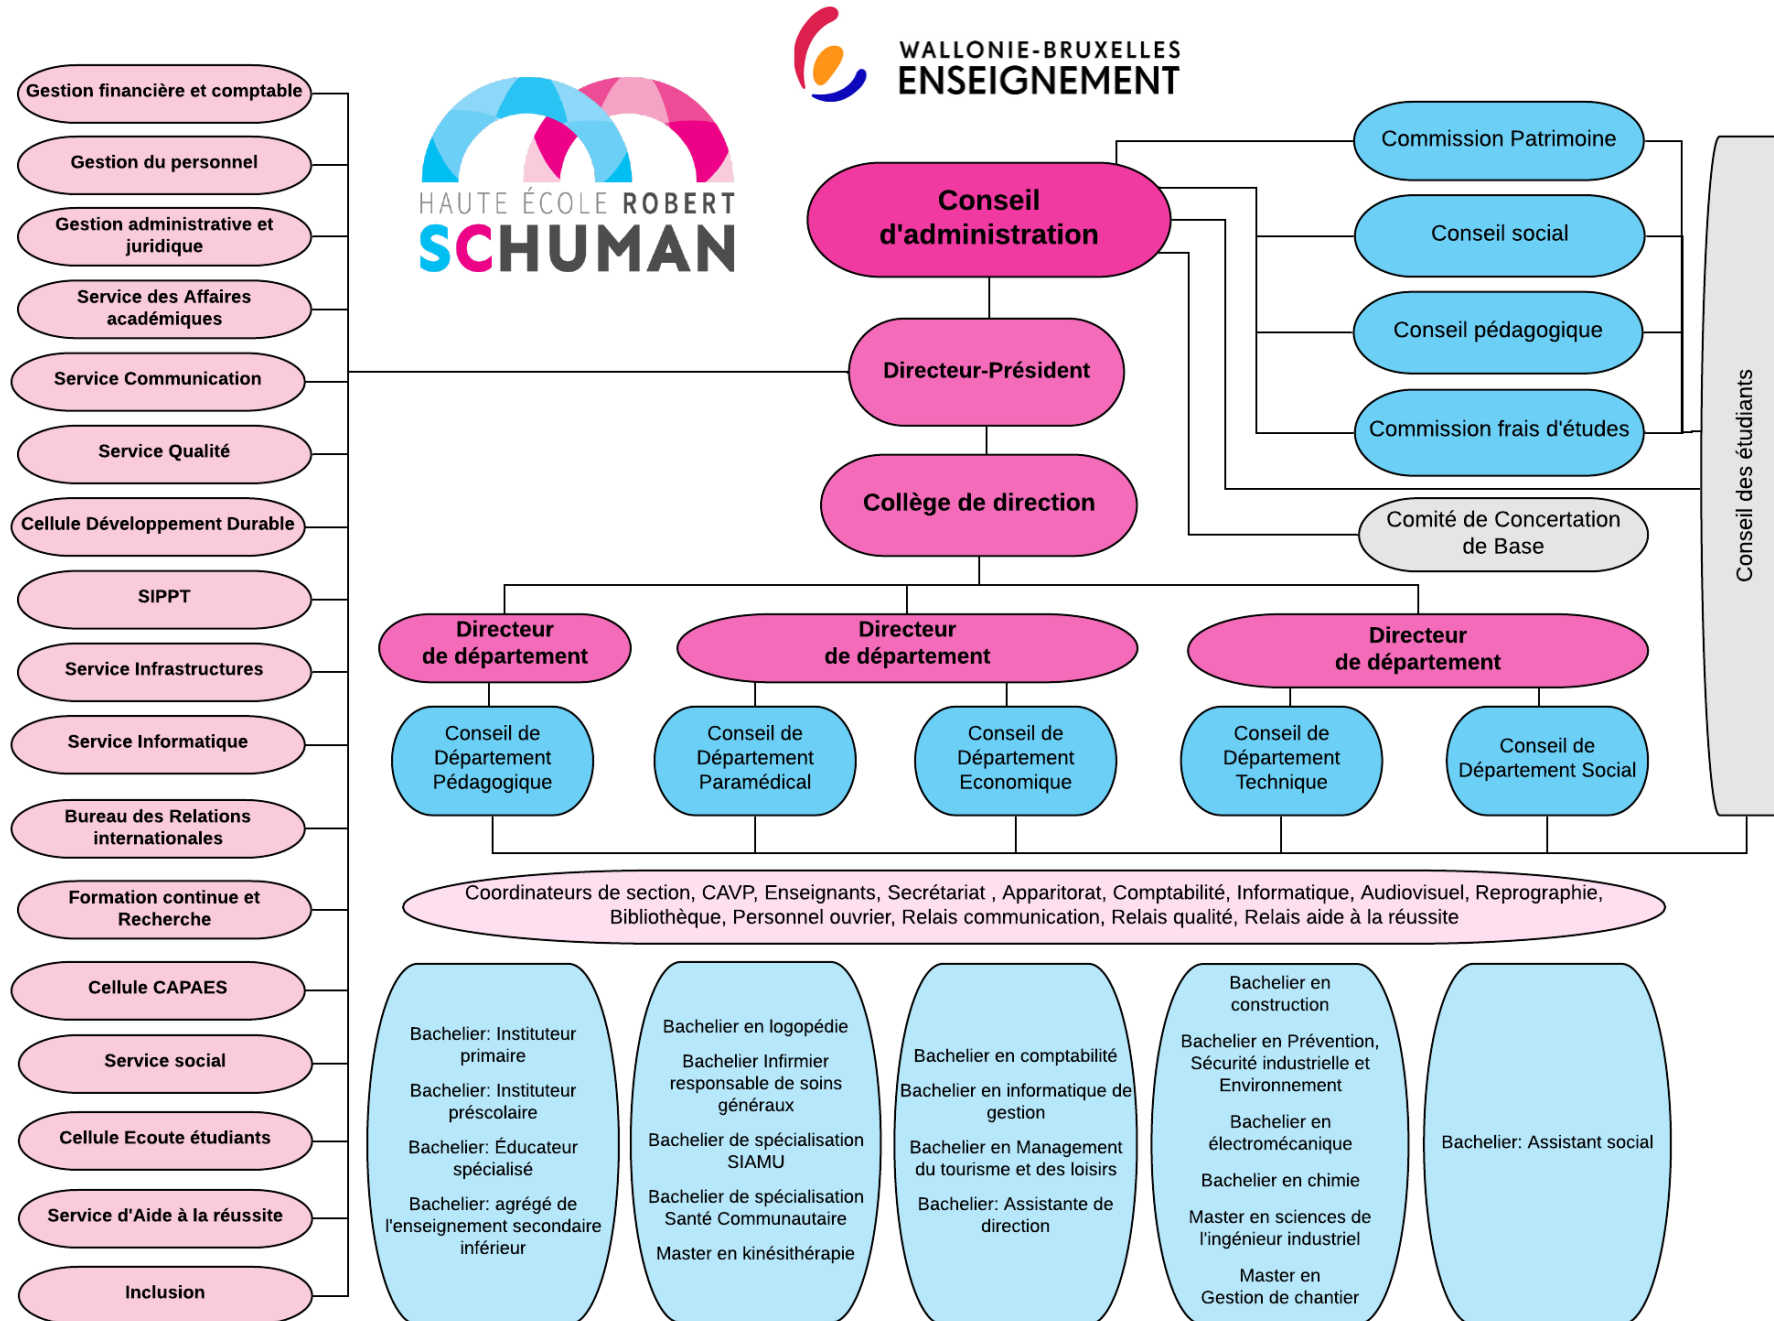 WALLONIE-BRUXELLES
ENSEIGNEMENT
HAUTE ÉCOLE ROBERT
SCHUMAN
Gestion financière et comptable
Gestion du personnel
Gestion administrative et
juridique
Service des Affaires
académiques
Service Communication
Service Qualité
Cellule Développement Durable
SIPPT
Service Infrastructures
Service Informatique
Bureau des Relations
internationales
Formation continue et
Recherche
Cellule CAPAES
Service social
Cellule Ecoute étudiants
Service d'Aide à la réussite
Inclusion
Conseil
d'administration
Directeur-Président
Collège de direction
Commission Patrimoine
Conseil social
Conseil pédagogique
Commission frais d'études
Comité de Concertation
de Base
Conseil des étudiants
Directeur
de département
Directeur
de département
Directeur
de département
Conseil de
Département
Pédagogique
Conseil de
Département
Paramédical
Conseil de
Département
Economique
Conseil de
Département
Technique
Conseil de
Département Social
Coordinateurs de section, CAVP, Enseignants, Secrétariat , Apparitorat, Comptabilité, Informatique, Audiovisuel, Reprographie,
Bibliothèque, Personnel ouvrier, Relais communication, Relais qualité, Relais aide à la réussite
Bachelier: Instituteur
primaire
Bachelier: Instituteur
préscolaire
Bachelier: Éducateur
spécialisé
Bachelier: agrégé de
l'enseignement secondaire
inférieur
Bachelier en logopédie
Bachelier Infirmier
responsable de soins
généraux
Bachelier de spécialisation
SIAMU
Bachelier de spécialisation
Santé Communautaire
Master en kinésithérapie
Bachelier en comptabilité
Bachelier en informatique de
gestion
Bachelier en Management
du tourisme et des loisirs
Bachelier: Assistante de
direction
Bachelier en
construction
Bachelier en Prévention,
Sécurité industrielle et
Environnement
Bachelier en
électromécanique
Bachelier en chimie
Master en sciences de
l'ingénieur industriel
Master en
Gestion de chantier
Bachelier: Assistant social